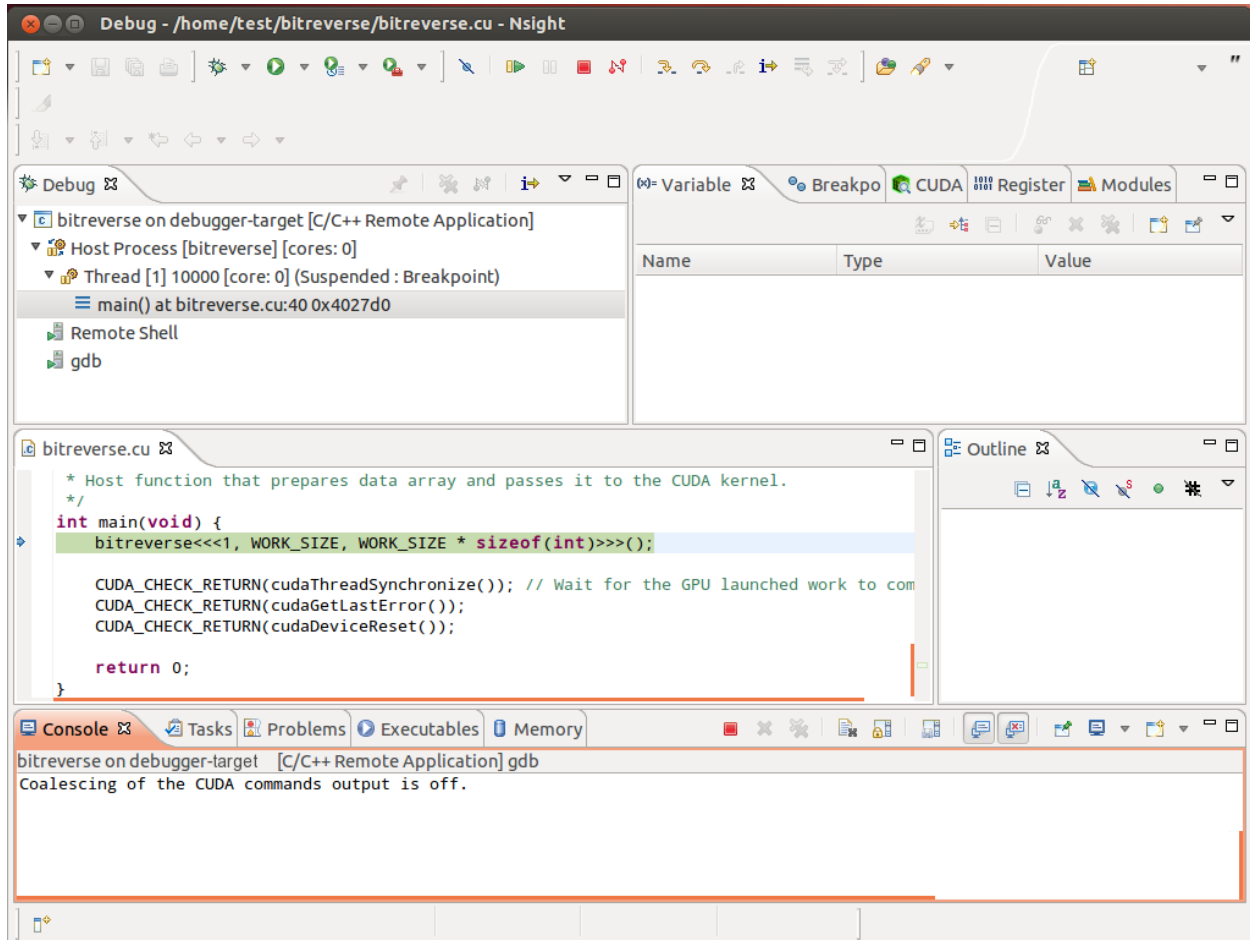 Debug - /home/test/bitreverse/bitreverse.cu - Nsight
"
Debug
bitreverse on debugger-target [C/C++ Remote Application]
Host Process [bitreverse] [cores: 0]
Thread [1] 10000 [core: 0] (Suspended : Breakpoint)
main() at bitreverse.cu:40 0x4027d0
Remote Shell
gdb
(x)= Variable Breakpo CUDA 1010 0101 Register Modules
Name Type Value
bitreverse.cu
* Host function that prepares data array and passes it to the CUDA kernel.
*/
int main(void) {
bitreverse<<<1, WORK_SIZE, WORK_SIZE * sizeof(int)>>>();
CUDA_CHECK_RETURN(cudaThreadSynchronize()); // Wait for the GPU launched work to com
CUDA_CHECK_RETURN(cudaGetLastError());
CUDA_CHECK_RETURN(cudaDeviceReset());
return 0;
}
Outline
Console Tasks Problems Executables Memory
bitreverse on debugger-target [C/C++ Remote Application] gdb
Coalescing of the CUDA commands output is off.